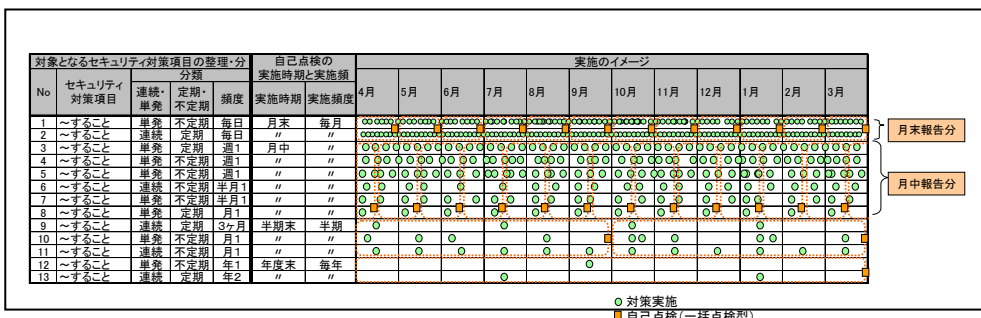 対象となるセキュリティ対策項目の整理・分 自己点検の 実施時期と実施頻 実施のイメージ
No セキュリティ対策項目 分類 連続・単発 定期・不定期 頻度 実施時期 実施頻度 4月 5月 6月 7月 8月 9月 10月 11月 12月 1月 2月 3月
1 ～すること 単発 不定期 毎日 月末 毎月
2 ～すること 連続 定期 毎日 〃 〃
3 ～すること 単発 定期 週1 月中 〃
4 ～すること 単発 不定期 週1 〃 〃
5 ～すること 単発 不定期 週1 〃 〃
6 ～すること 連続 不定期 半月1 〃 〃
7 ～すること 単発 不定期 半月1 〃 〃
8 ～すること 単発 定期 月1 〃 〃
9 ～すること 連続 定期 3ヶ月 半期末 半期
10 ～すること 単発 不定期 月1 〃 〃
11 ～すること 連続 不定期 月1 〃 〃
12 ～すること 単発 不定期 年1 年度末 毎年
13 ～すること 連続 定期 年2 〃 〃
月末報告分
月中報告分
対策実施
自己点検(一括点検型)